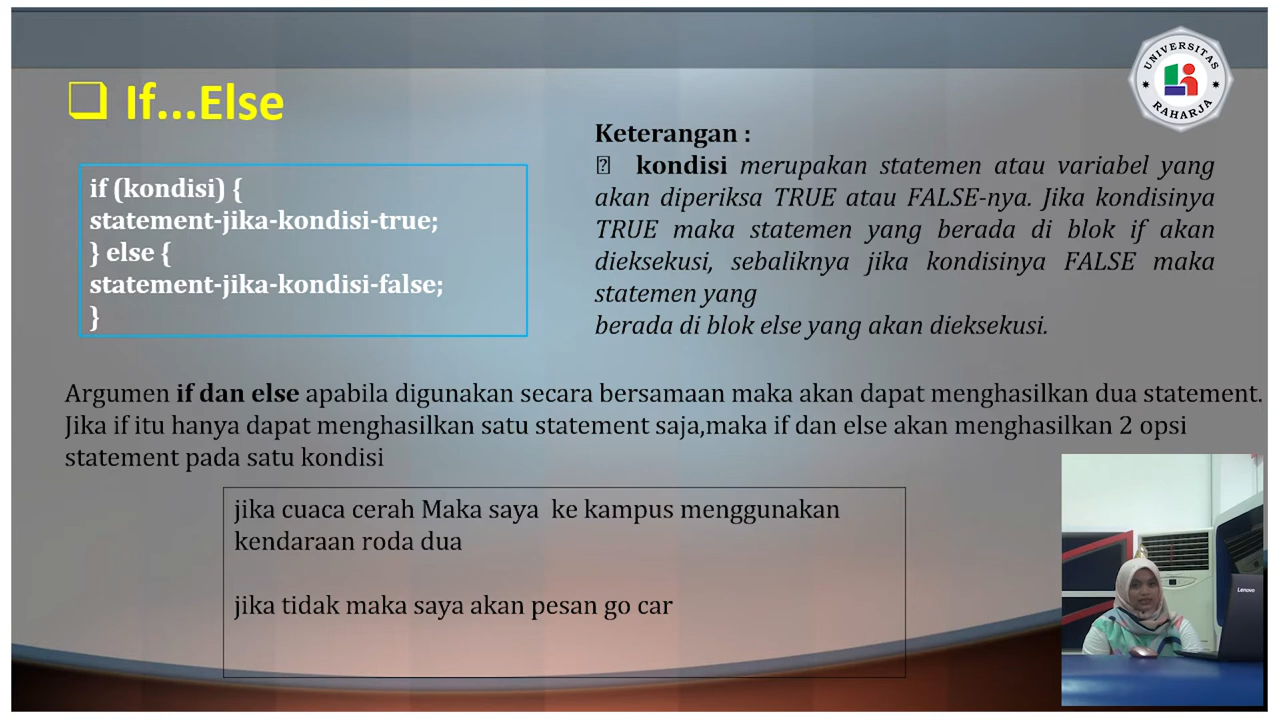 UNIVERSITAS
RAHARJA
If...Else
if (kondisi) {
statement-jika-kondisi-true;
} else {
statement-jika-kondisi-false;
}
Keterangan :
kondisi merupakan statemen atau variabel yang
akan diperiksa TRUE atau FALSE-nya. Jika kondisinya
TRUE maka statemen yang berada di blok if akan
dieksekusi, sebaliknya jika kondisinya FALSE maka
statemen yang
berada di blok else yang akan dieksekusi.
Argumen if dan else apabila digunakan secara bersamaan maka akan dapat menghasilkan dua statement.
Jika if itu hanya dapat menghasilkan satu statement saja,maka if dan else akan menghasilkan 2 opsi
statement pada satu kondisi
jika cuaca cerah Maka saya  ke kampus menggunakan
kendaraan roda dua
jika tidak maka saya akan pesan go car
Lenovo